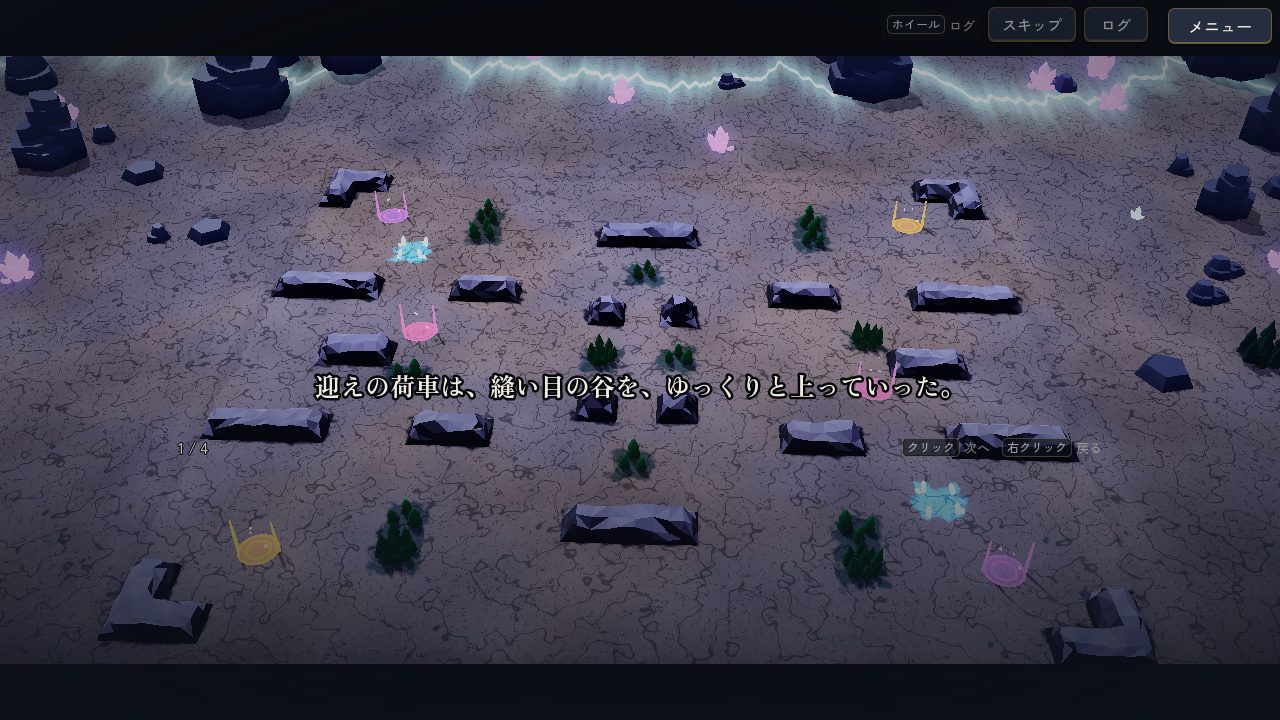 ホイール ログ スキップ ログ メニュー
迎えの荷車は、縫い目の谷を、ゆっくりと上っていった。
1 / 4 クリック 次へ 右クリック 戻る